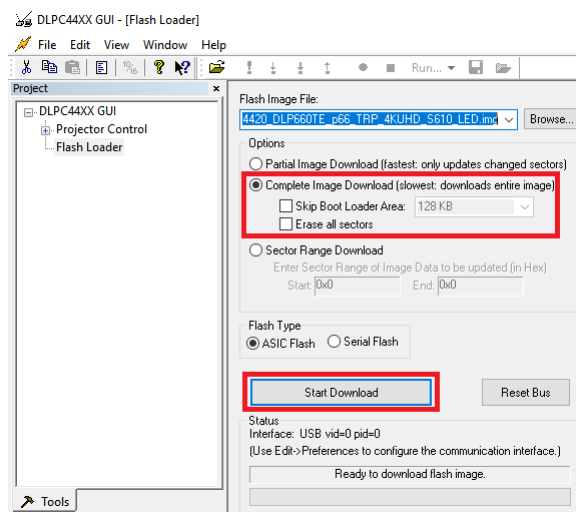 DLPC44XX GUI - [Flash Loader]
File Edit View Window Help
Run...
Project
DLPC44XX GUI
Projector Control
Flash Loader
Tools
Flash Image File:
4420_DLP660TE_p66_TRP_4KUHD_S610_LED.img Browse...
Options
Partial Image Download (fastest: only updates changed sectors)
Complete Image Download (slowest: downloads entire image)
Skip Boot Loader Area: 128 KB
Erase all sectors
Sector Range Download
Enter Sector Range of Image Data to be updated (in Hex)
Start: 0x0 End: 0x0
Flash Type
ASIC Flash Serial Flash
Start Download Reset Bus
Status
Interface: USB vid=0 pid=0
(Use Edit->Preferences to configure the communication interface.)
Ready to download flash image.